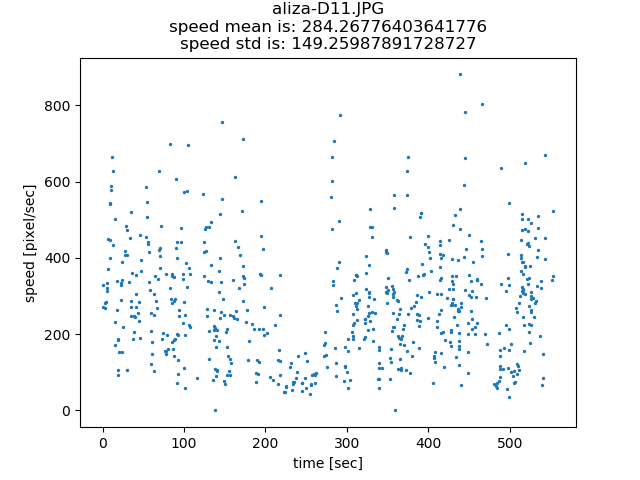 aliza-D11.JPG
speed mean is: 284.26776403641776
speed std is: 149.25987891728727
800
600
400
200
0
speed [pixel/sec]
0 100 200 300 400 500
time [sec]